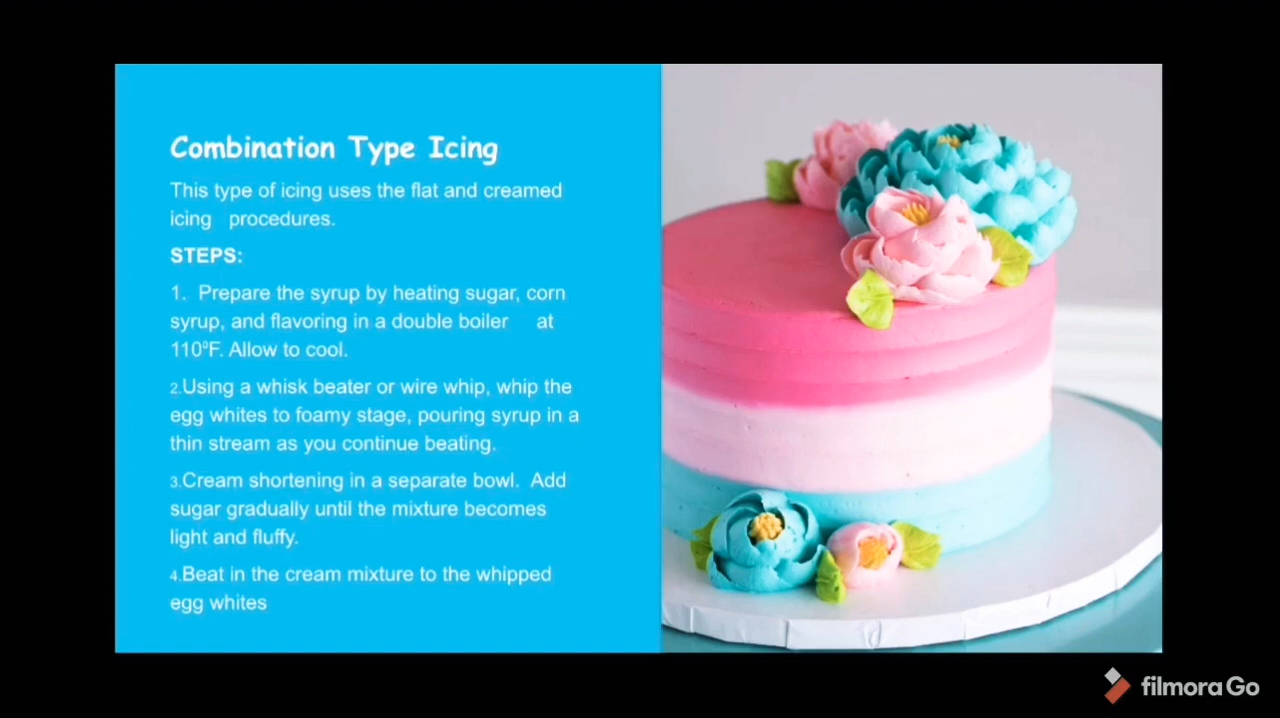 Combination Type Icing
This type of icing uses the flat and creamed
icing procedures.
STEPS:
1. Prepare the syrup by heating sugar, corn
syrup, and flavoring in a double boiler at
110ºF. Allow to cool.
2.Using a whisk beater or wire whip, whip the
egg whites to foamy stage, pouring syrup in a
thin stream as you continue beating.
3.Cream shortening in a separate bowl. Add
sugar gradually until the mixture becomes
light and fluffy.
4.Beat in the cream mixture to the whipped
egg whites
filmoraGo